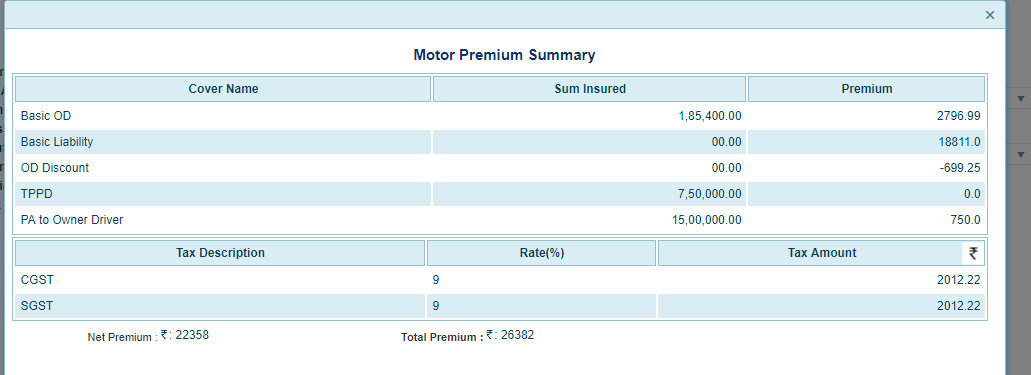 ×
Motor Premium Summary
Cover Name Sum Insured Premium
Basic OD 1,85,400.00 2796.99
Basic Liability 00.00 18811.0
OD Discount 00.00 -699.25
TPPD 7,50,000.00 0.0
PA to Owner Driver 15,00,000.00 750.0
Tax Description Rate(%) Tax Amount ₹
CGST 9 2012.22
SGST 9 2012.22
Net Premium : ₹: 22358 Total Premium : ₹: 26382